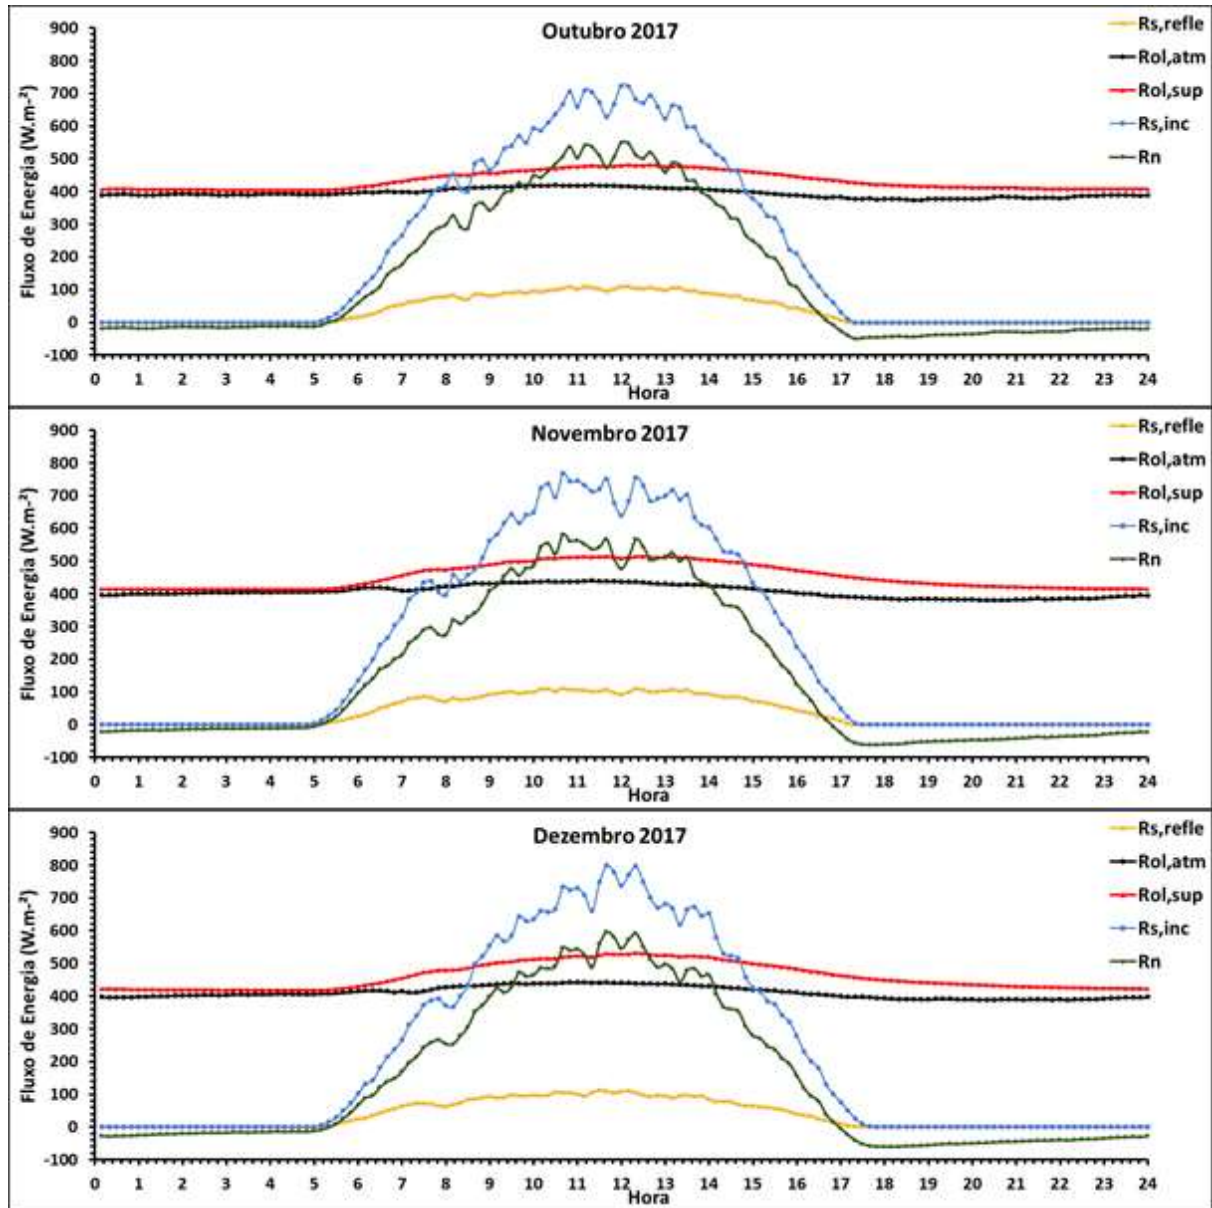 Outubro 2017
Fluxo de Energia (W.m-²)
900
800
700
600
500
400
300
200
100
0
-100
0 1 2 3 4 5 6 7 8 9 10 11 12 13 14 15 16 17 18 19 20 21 22 23 24
Hora
Rs,refle
Rol,atm
Rol,sup
Rs,inc
Rn
Novembro 2017
Fluxo de Energia (W.m-²)
900
800
700
600
500
400
300
200
100
0
-100
0 1 2 3 4 5 6 7 8 9 10 11 12 13 14 15 16 17 18 19 20 21 22 23 24
Hora
Rs,refle
Rol,atm
Rol,sup
Rs,inc
Rn
Dezembro 2017
Fluxo de Energia (W.m-²)
900
800
700
600
500
400
300
200
100
0
-100
0 1 2 3 4 5 6 7 8 9 10 11 12 13 14 15 16 17 18 19 20 21 22 23 24
Hora
Rs,refle
Rol,atm
Rol,sup
Rs,inc
Rn